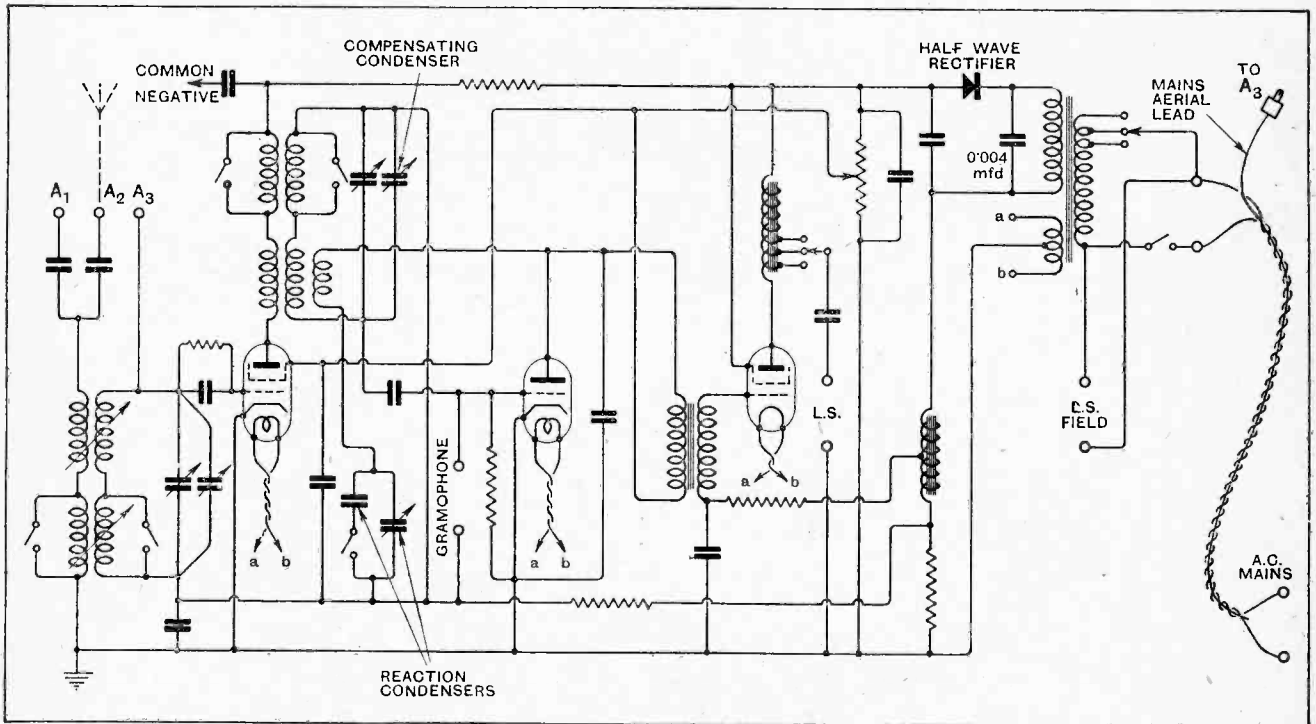 COMPENSATING
CONDENSER
COMMON
NEGATIVE
HALF WAVE
RECTIFIER
MAINS
AERIAL
LEAD
TO
A3
0·004
mfd
A1
A2
A3
a
b
L.S.
L.S.
FIELD
GRAMOPHONE
a
b
a
b
a
b
REACTION
CONDENSERS
A.C.
MAINS